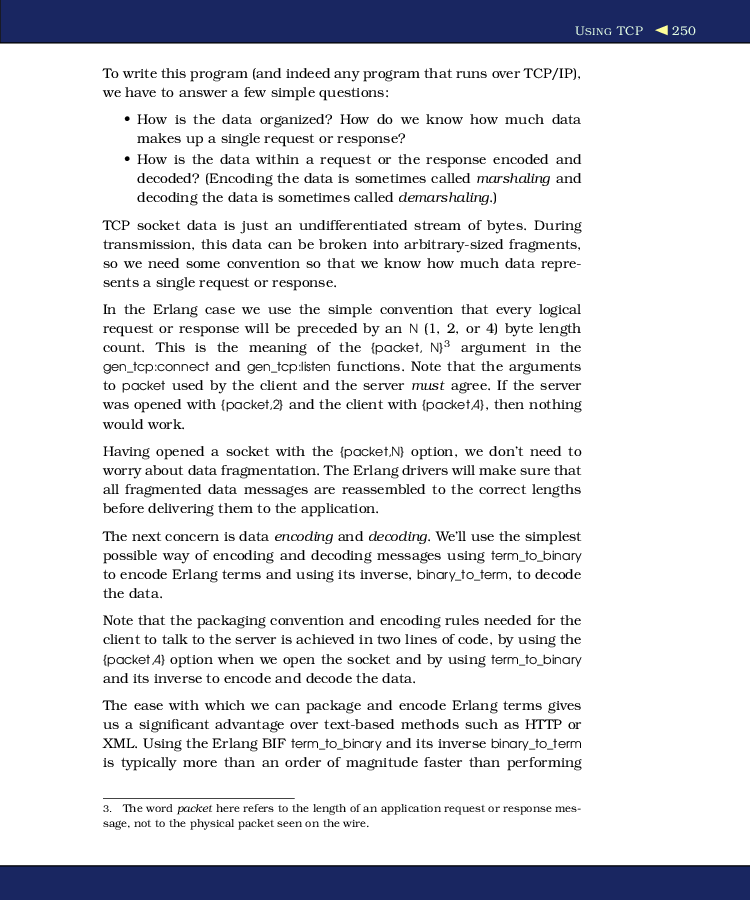 USING TCP ◀ 250
To write this program (and indeed any program that runs over TCP/IP),
we have to answer a few simple questions:
• How is the data organized? How do we know how much data
makes up a single request or response?
• How is the data within a request or the response encoded and
decoded? (Encoding the data is sometimes called marshaling and
decoding the data is sometimes called demarshaling.)
TCP socket data is just an undifferentiated stream of bytes. During
transmission, this data can be broken into arbitrary-sized fragments,
so we need some convention so that we know how much data repre-
sents a single request or response.
In the Erlang case we use the simple convention that every logical
request or response will be preceded by an N (1, 2, or 4) byte length
count. This is the meaning of the {packet, N}3 argument in the
gen_tcp:connect and gen_tcp:listen functions. Note that the arguments
to packet used by the client and the server must agree. If the server
was opened with {packet,2} and the client with {packet,4}, then nothing
would work.
Having opened a socket with the {packet,N} option, we don't need to
worry about data fragmentation. The Erlang drivers will make sure that
all fragmented data messages are reassembled to the correct lengths
before delivering them to the application.
The next concern is data encoding and decoding. We'll use the simplest
possible way of encoding and decoding messages using term_to_binary
to encode Erlang terms and using its inverse, binary_to_term, to decode
the data.
Note that the packaging convention and encoding rules needed for the
client to talk to the server is achieved in two lines of code, by using the
{packet,4} option when we open the socket and by using term_to_binary
and its inverse to encode and decode the data.
The ease with which we can package and encode Erlang terms gives
us a significant advantage over text-based methods such as HTTP or
XML. Using the Erlang BIF term_to_binary and its inverse binary_to_term
is typically more than an order of magnitude faster than performing
3. The word packet here refers to the length of an application request or response mes-
sage, not to the physical packet seen on the wire.